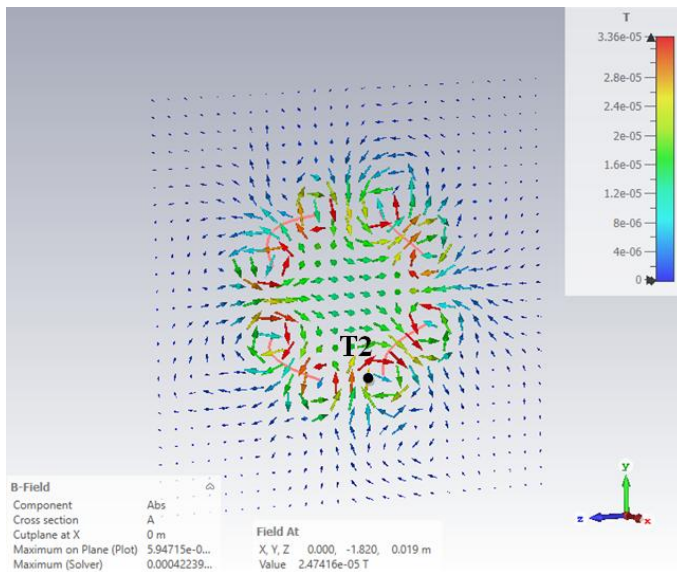 T
3.36e-05
2.8e-05
2.4e-05
2e-05
1.6e-05
1.2e-05
8e-06
4e-06
0
T2
y
z
x
B-Field
Component Abs
Cross section A
Cutplane at X 0 m
Maximum on Plane (Plot) 5.94715e-0...
Maximum (Solver) 0.00042239...
Field At
X, Y, Z 0.000, -1.820, 0.019 m
Value 2.47416e-05 T